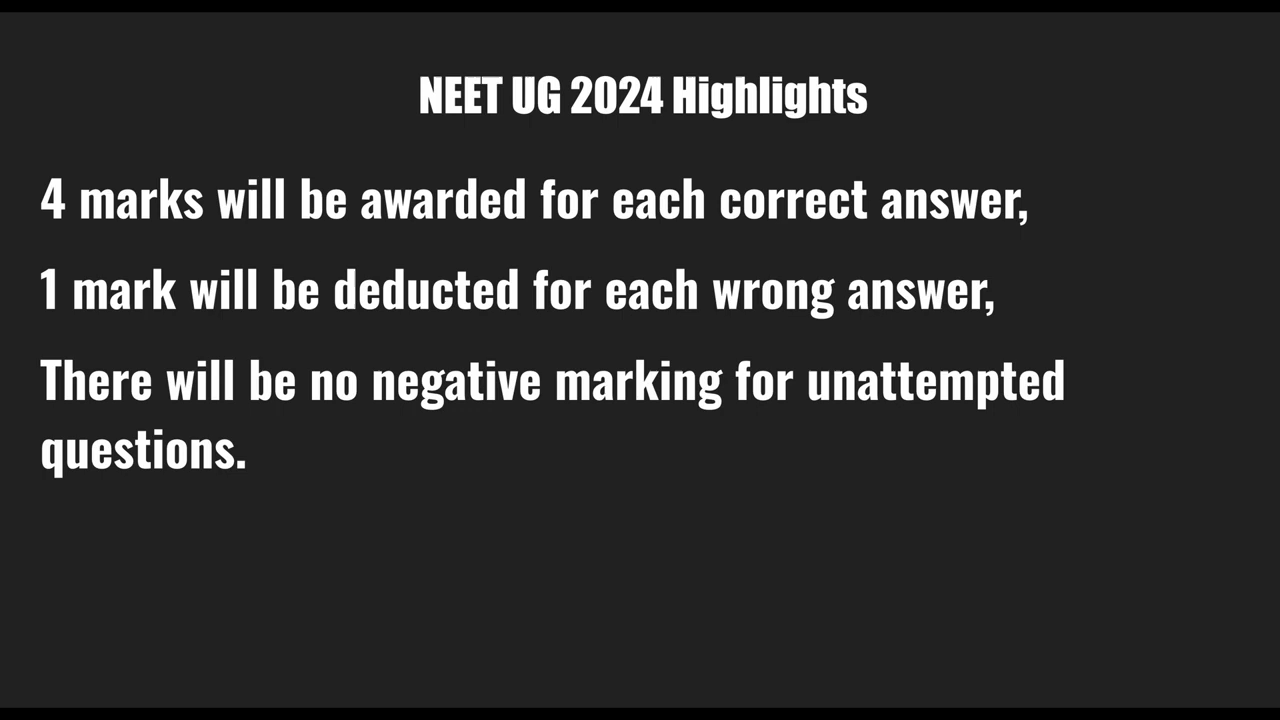 NEET UG 2024 Highlights
4 marks will be awarded for each correct answer,
1 mark will be deducted for each wrong answer,
There will be no negative marking for unattempted
questions.